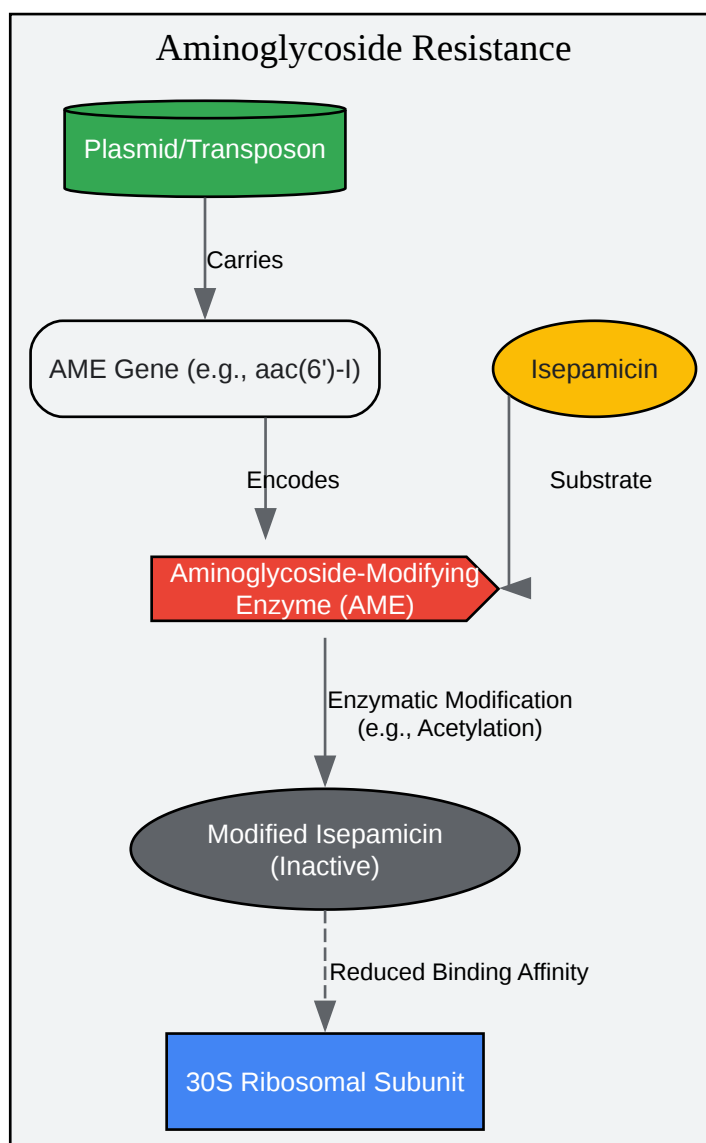 Aminoglycoside Resistance
Plasmid/Transposon
Carries
AME Gene (e.g., aac(6')-I)
Isepamicin
Encodes
Substrate
Aminoglycoside-Modifying
Enzyme (AME)
Enzymatic Modification
(e.g., Acetylation)
Modified Isepamicin
(Inactive)
Reduced Binding Affinity
30S Ribosomal Subunit